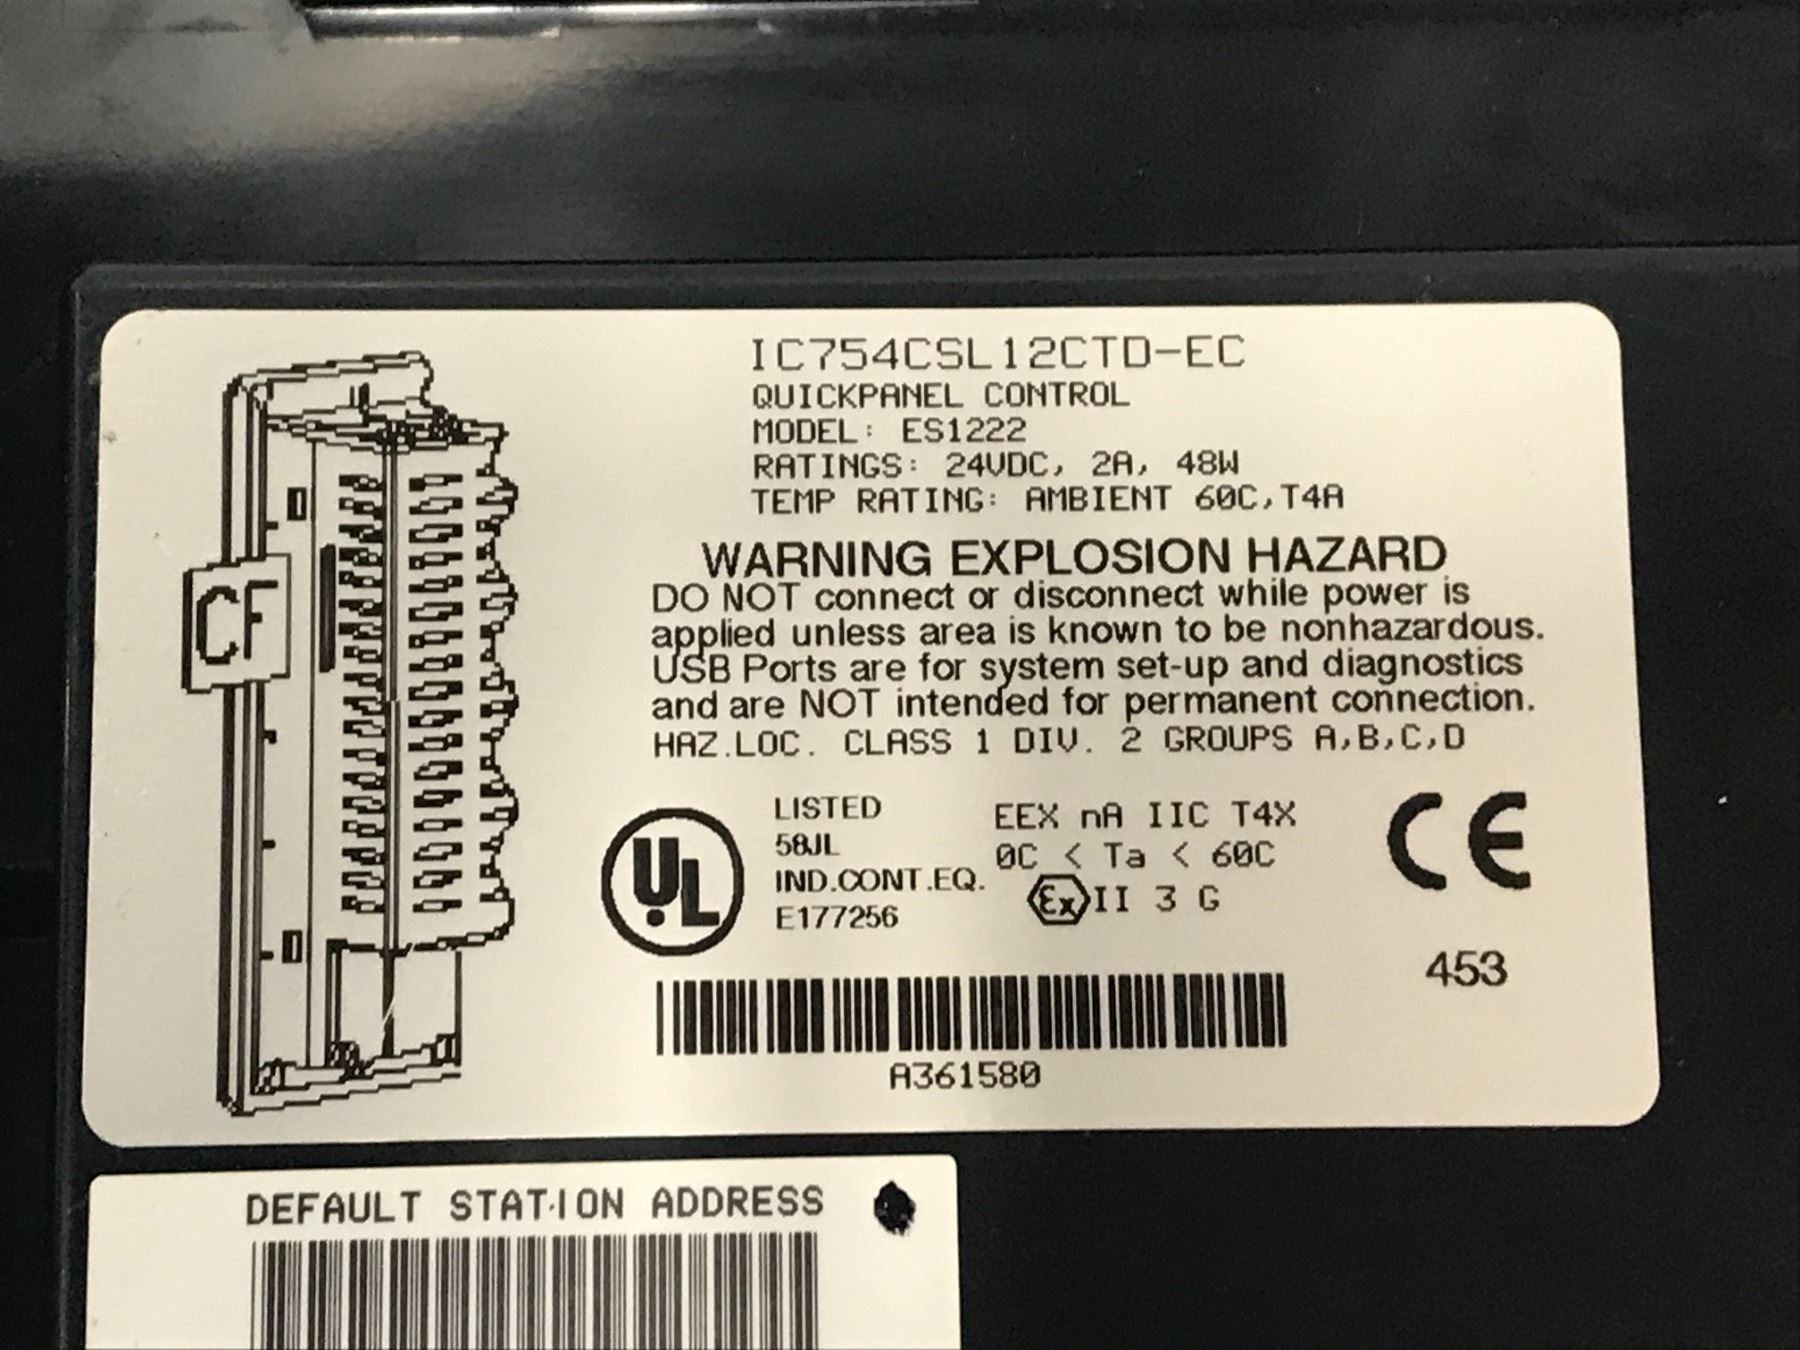 IC754CSL12CTD-EC
QUICKPANEL CONTROL
MODEL: ES1222
RATINGS: 24VDC, 2A, 48W
TEMP RATING: AMBIENT 60C,T4A
WARNING EXPLOSION HAZARD
DO NOT connect or disconnect while power is
applied unless area is known to be nonhazardous.
USB Ports are for system set-up and diagnostics
and are NOT intended for permanent connection.
HAZ.LOC. CLASS 1 DIV. 2 GROUPS A,B,C,D
CF
UL
LISTED
58JL
IND.CONT.EQ.
E177256
EEX nA IIC T4X
0C < Ta < 60C
Ex II 3 G
CE
453
A361580
DEFAULT STATION ADDRESS